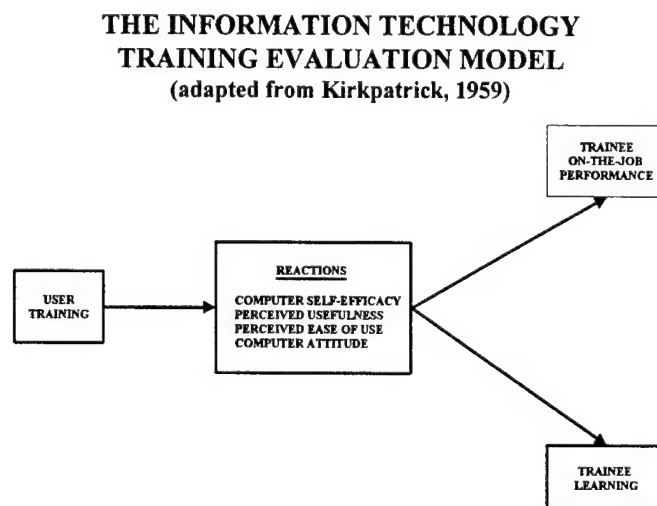 THE INFORMATION TECHNOLOGY
TRAINING EVALUATION MODEL
(adapted from Kirkpatrick, 1959)
TRAINEE
ON-THE-JOB
PERFORMANCE
REACTIONS
COMPUTER SELF-EFFICACY
PERCEIVED USEFULNESS
PERCEIVED EASE OF USE
COMPUTER ATTITUDE
USER
TRAINING
TRAINEE
LEARNING